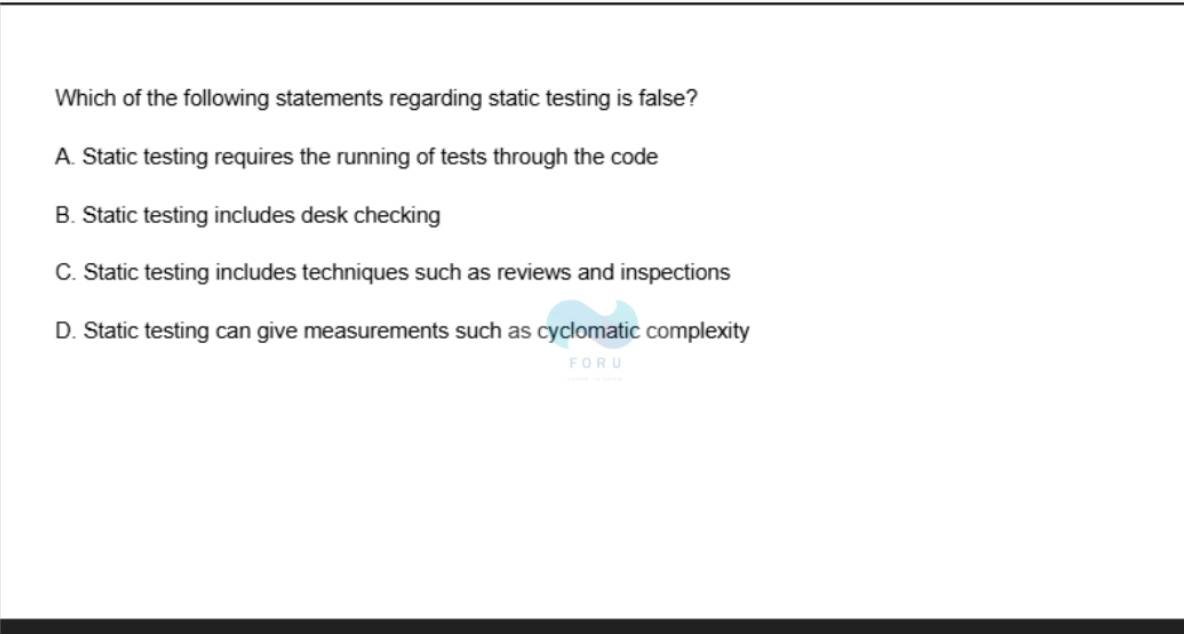 Which of the following statements regarding static testing is false?
A. Static testing requires the running of tests through the code
B. Static testing includes desk checking
C. Static testing includes techniques such as reviews and inspections
D. Static testing can give measurements such as cyclomatic complexity
FORU